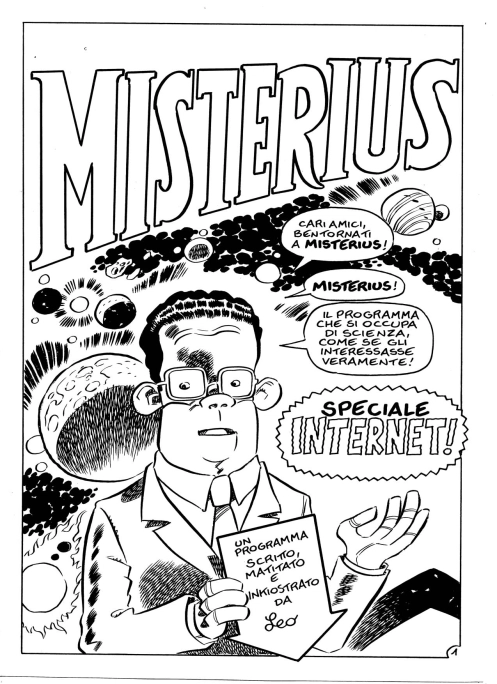 MISTERIUS
CARI AMICI,
BENTORNATI
A MISTERIUS!
MISTERIUS!
IL PROGRAMMA
CHE SI OCCUPA
DI SCIENZA,
COME SE GLI
INTERESSASSE
VERAMENTE!
SPECIALE
INTERNET!
UN
PROGRAMMA
SCRITTO,
MATITATO
E
INKIOSTRATO
DA
Leo
1